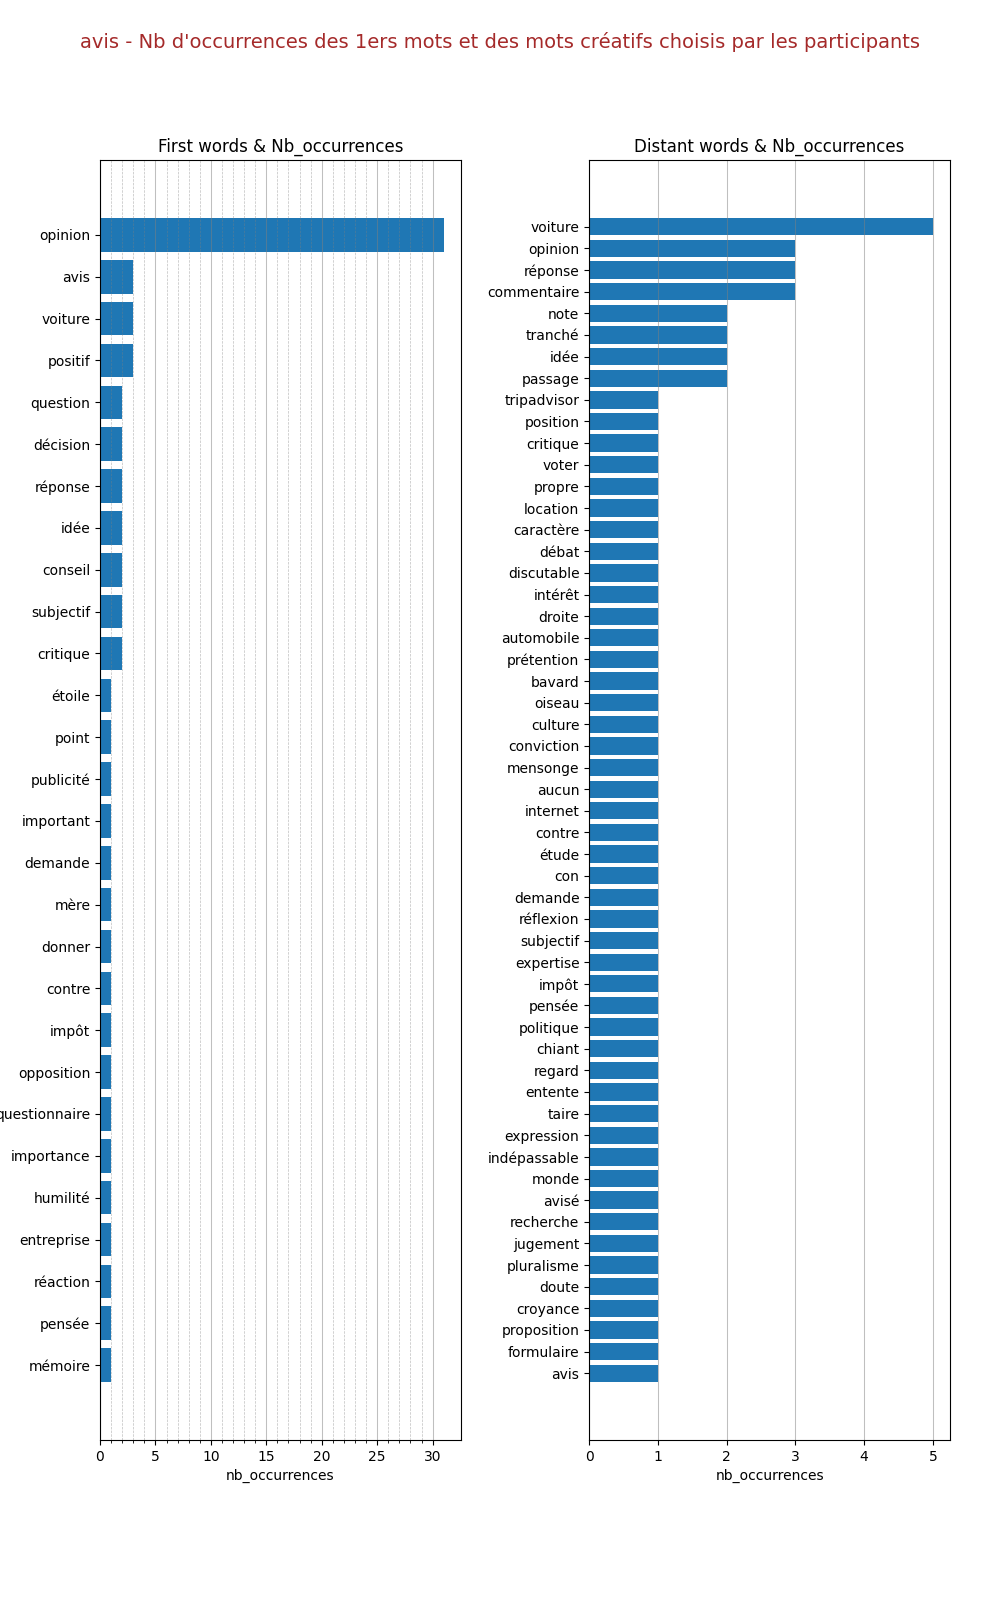 avis - Nb d'occurrences des 1ers mots et des mots créatifs choisis par les participants
First words & Nb_occurrences
opinion
avis
voiture
positif
question
décision
réponse
idée
conseil
subjectif
critique
étoile
point
publicité
important
demande
mère
donner
contre
impôt
opposition
questionnaire
importance
humilité
entreprise
réaction
pensée
mémoire
0 5 10 15 20 25 30
nb_occurrences
Distant words & Nb_occurrences
voiture
opinion
réponse
commentaire
note
tranché
idée
passage
tripadvisor
position
critique
voter
propre
location
caractère
débat
discutable
intérêt
droite
automobile
prétention
bavard
oiseau
culture
conviction
mensonge
aucun
internet
contre
étude
con
demande
réflexion
subjectif
expertise
impôt
pensée
politique
chiant
regard
entente
taire
expression
indépassable
monde
avisé
recherche
jugement
pluralisme
doute
croyance
proposition
formulaire
avis
0 1 2 3 4 5
nb_occurrences